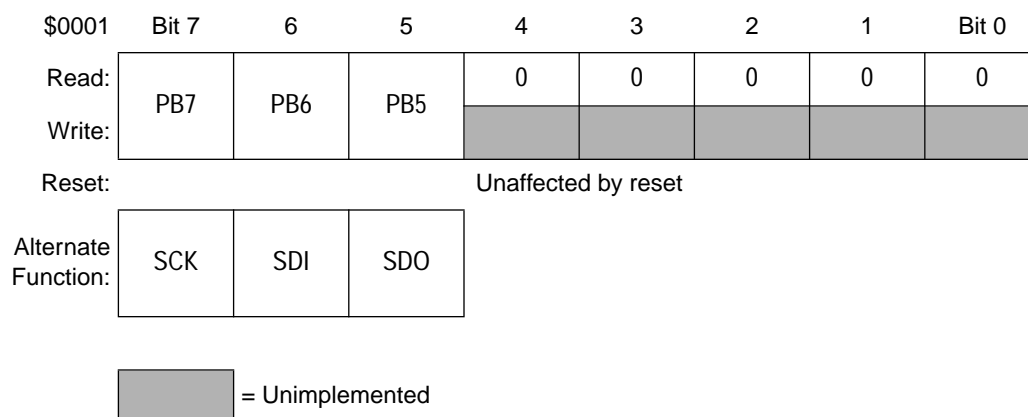 $0001 Bit 7 6 5 4 3 2 1 Bit 0
Read: PB7 PB6 PB5 0 0 0 0 0
Write:
Reset: Unaffected by reset
Alternate Function: SCK SDI SDO
= Unimplemented